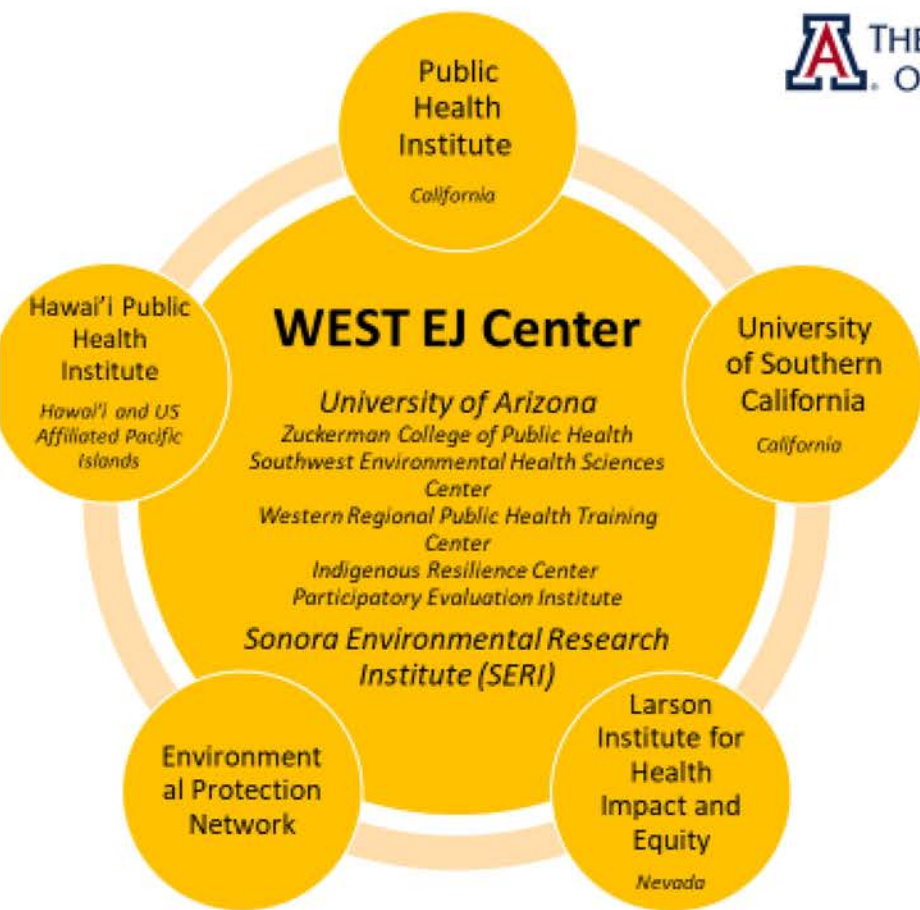 THE
O
Public
Health
Institute
California
Hawai'i Public
Health
Institute
Hawai'i and US
Affiliated Pacific
Islands
WEST EJ Center
University of Arizona
Zuckerman College of Public Health
Southwest Environmental Health Sciences
Center
Western Regional Public Health Training
Center
Indigenous Resilience Center
Participatory Evaluation Institute
Sonora Environmental Research
Institute (SERI)
University
of Southern
California
California
Environment
al Protection
Network
Larson
Institute for
Health
Impact and
Equity
Nevada